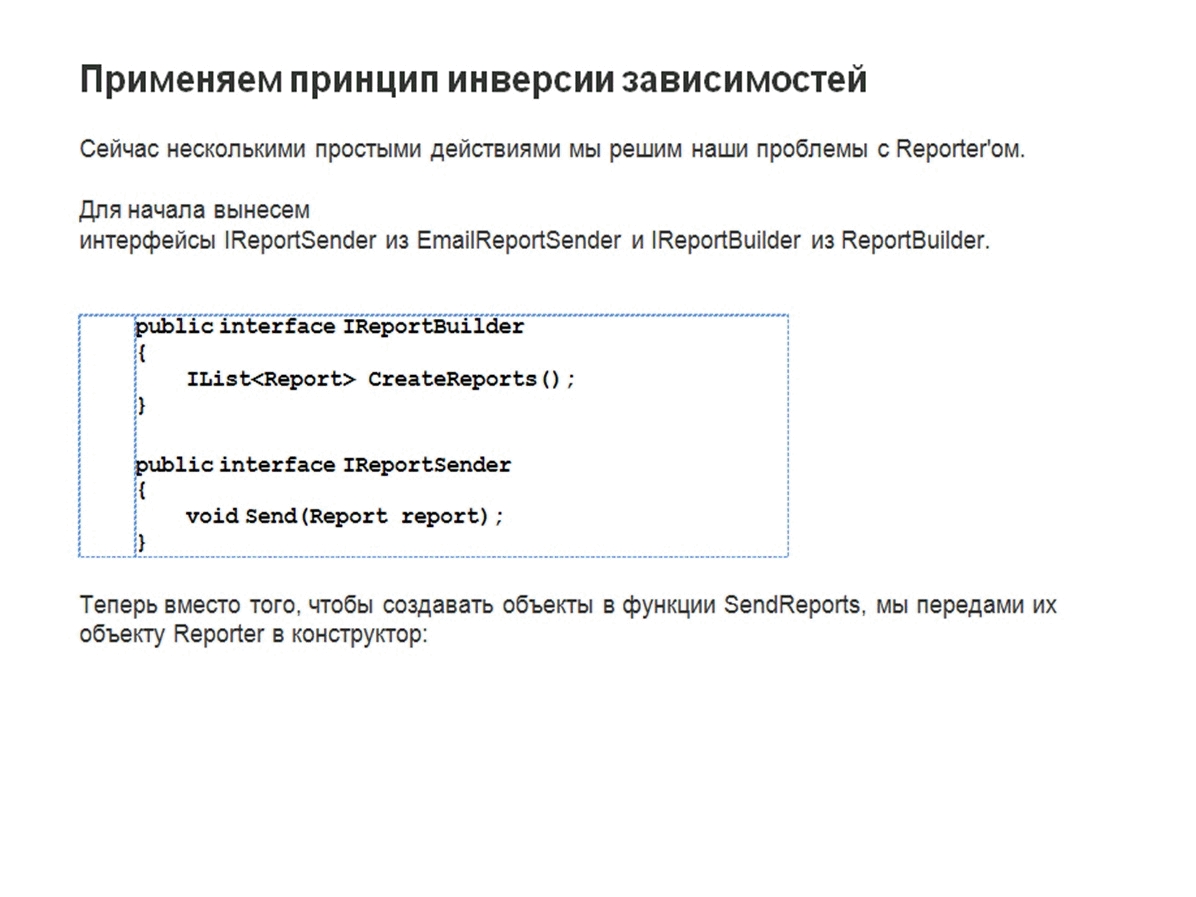 Применяем принцип инверсии зависимостей
Сейчас несколькими простыми действиями мы решим наши проблемы с Reporter'ом.
Для начала вынесем
интерфейсы IReportSender из EmailReportSender и IReportBuilder из ReportBuilder.
public interface IReportBuilder
{
    IList<Report> CreateReports();
}
public interface IReportSender
{
    void Send(Report report);
}
Теперь вместо того, чтобы создавать объекты в функции SendReports, мы передами их
объекту Reporter в конструктор: